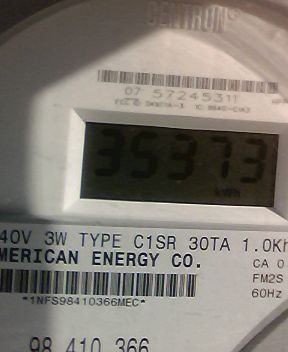 CENTRON®
07 57245311
35373
kWh
40V 3W TYPE C1SR 30TA 1.0Kh
MERICAN ENERGY CO.
CA 0
FM2S
60Hz
*1NFS98410366MEC*
98 410 366